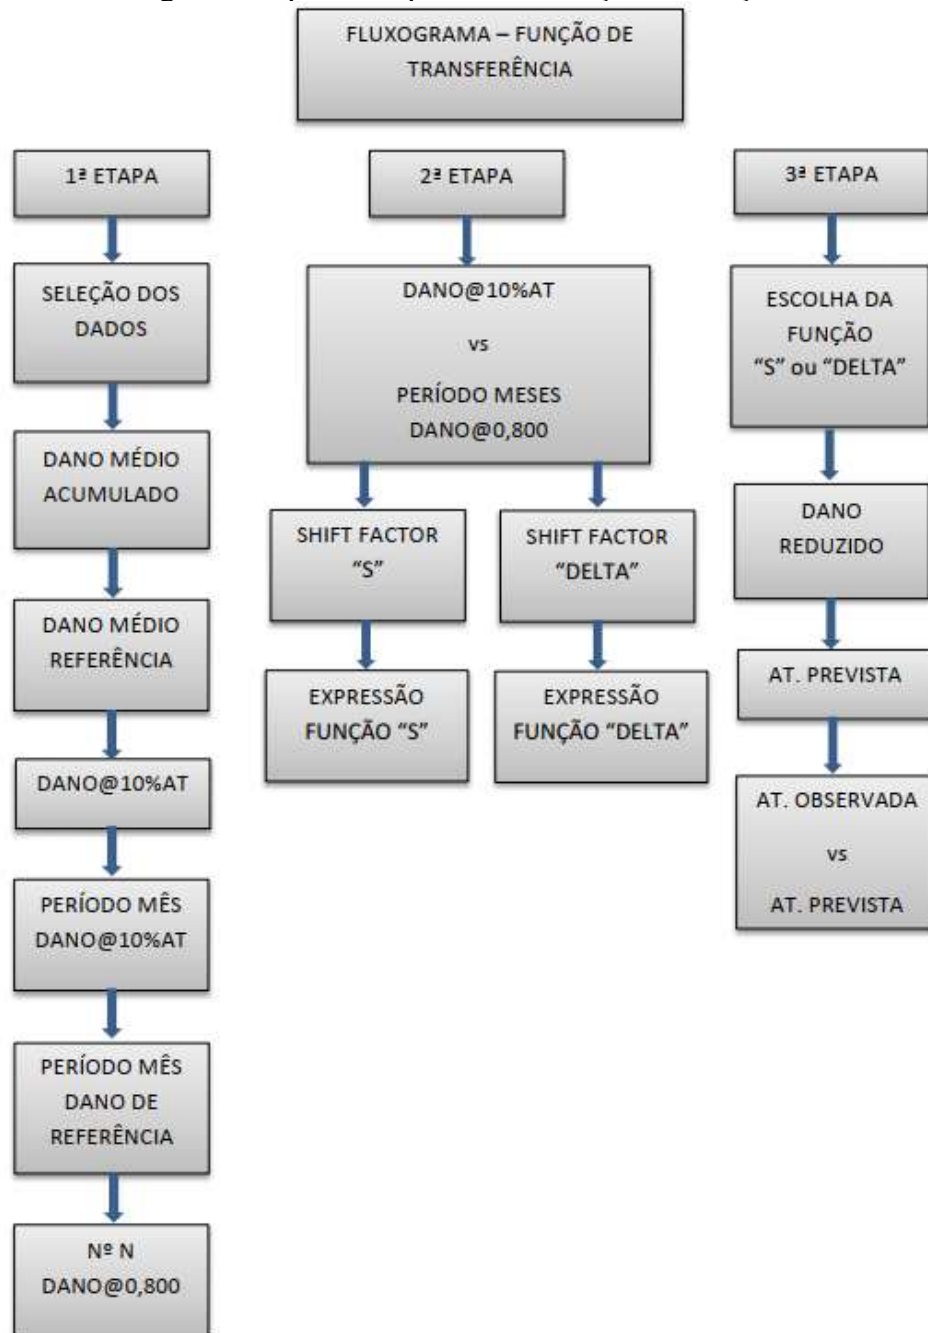 FLUXOGRAMA – FUNÇÃO DE
TRANSFERÊNCIA
1ª ETAPA
SELEÇÃO DOS
DADOS
DANO MÉDIO
ACUMULADO
DANO MÉDIO
REFERÊNCIA
DANO@10%AT
PERÍODO MÊS
DANO@10%AT
PERÍODO MÊS
DANO DE
REFERÊNCIA
Nº N
DANO@0,800
2ª ETAPA
DANO@10%AT
vs
PERÍODO MESES
DANO@0,800
SHIFT FACTOR
“S”
EXPRESSÃO
FUNÇÃO “S”
SHIFT FACTOR
“DELTA”
EXPRESSÃO
FUNÇÃO “DELTA”
3ª ETAPA
ESCOLHA DA
FUNÇÃO
“S” ou “DELTA”
DANO
REDUZIDO
AT. PREVISTA
AT. OBSERVADA
vs
AT. PREVISTA